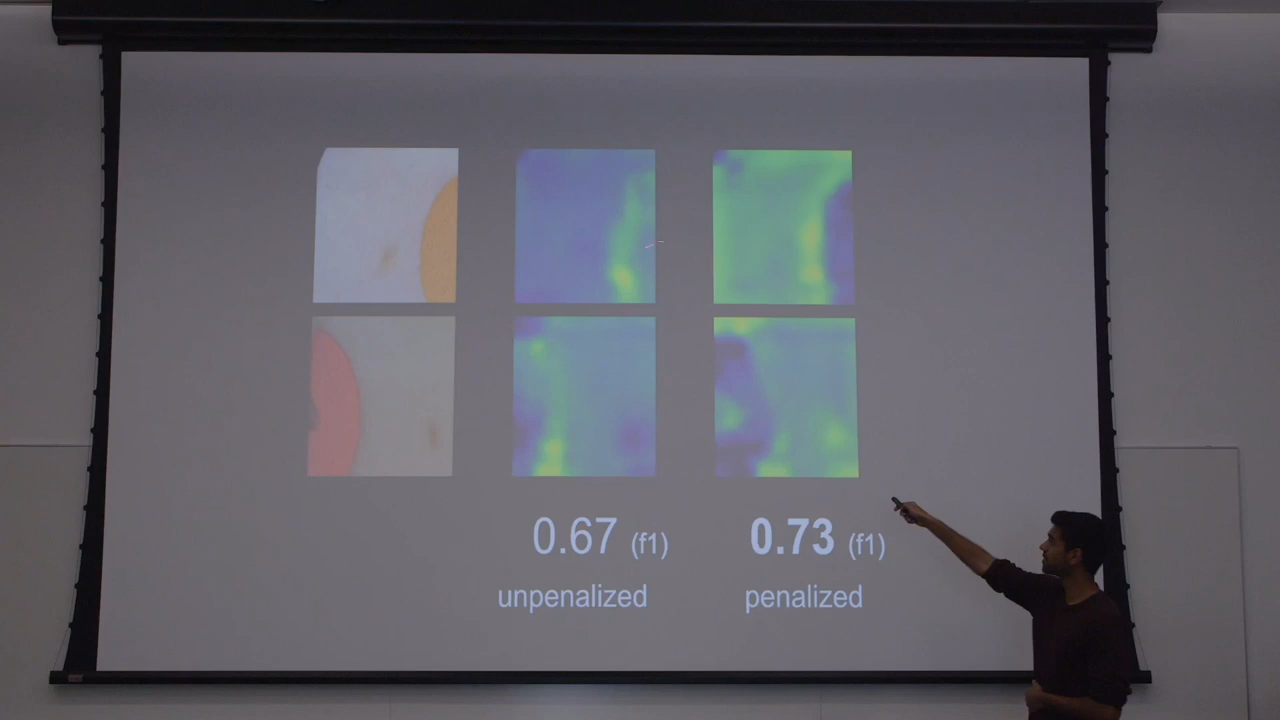 0.67 (f1)
unpenalized
0.73 (f1)
penalized